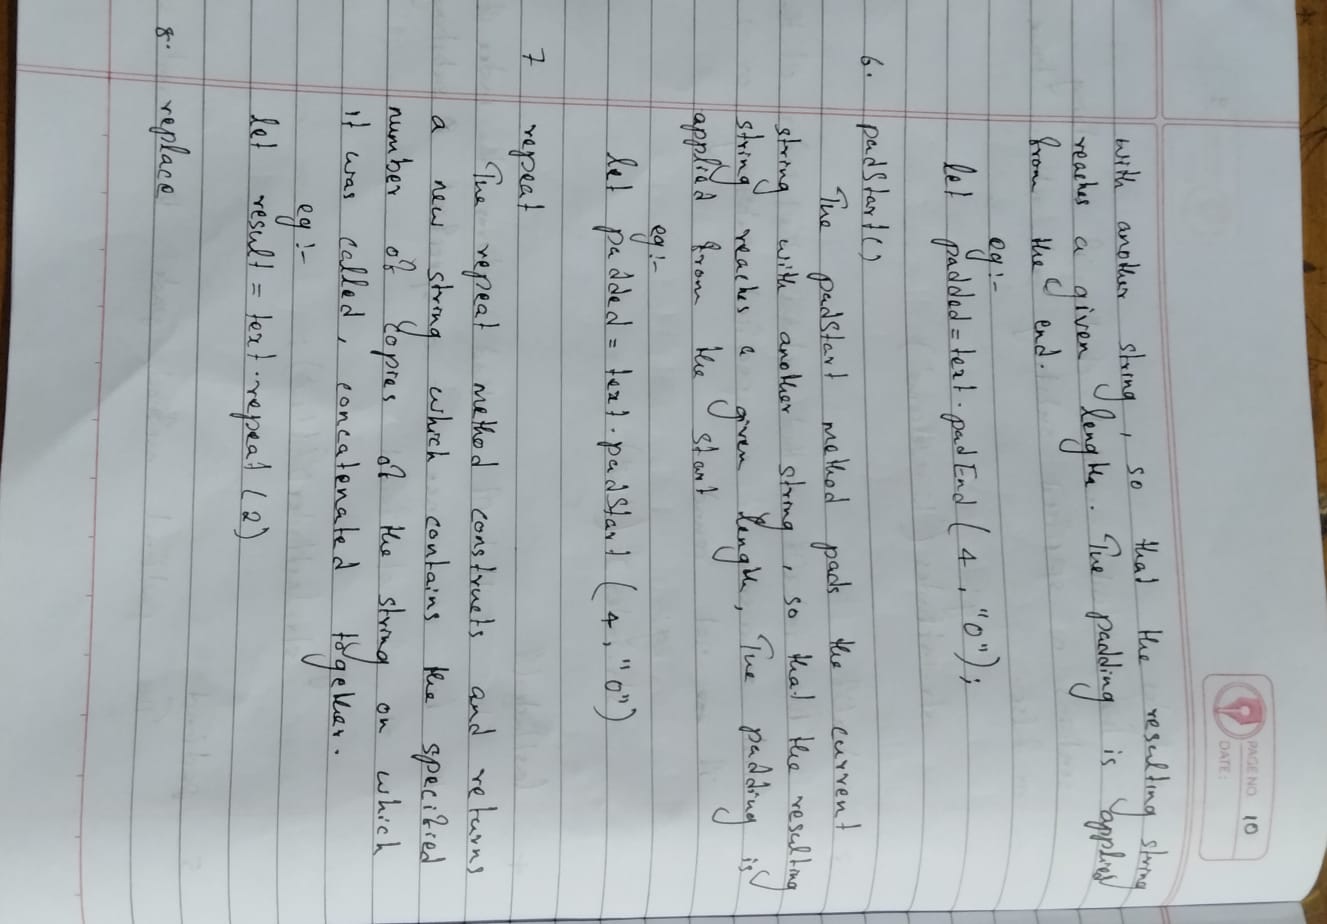 PAGE NO. 10
DATE:
with another string, so that the resulting string
reaches a given length. The padding is applied
from the end.
eg:-
let padded = text.padEnd (4, "0");
6. padStart()
The padStart method pads the current
string with another string, so that the resulting
string reaches a given length, The padding is
applied from the start
eg:-
let padded = text.padStart (4, "0")
7 repeat
The repeat method constructs and returns
a new string which contains the specified
number of copies of the string on which
it was called, concatenated together.
eg:-
let result = text.repeat (2)
8. replace